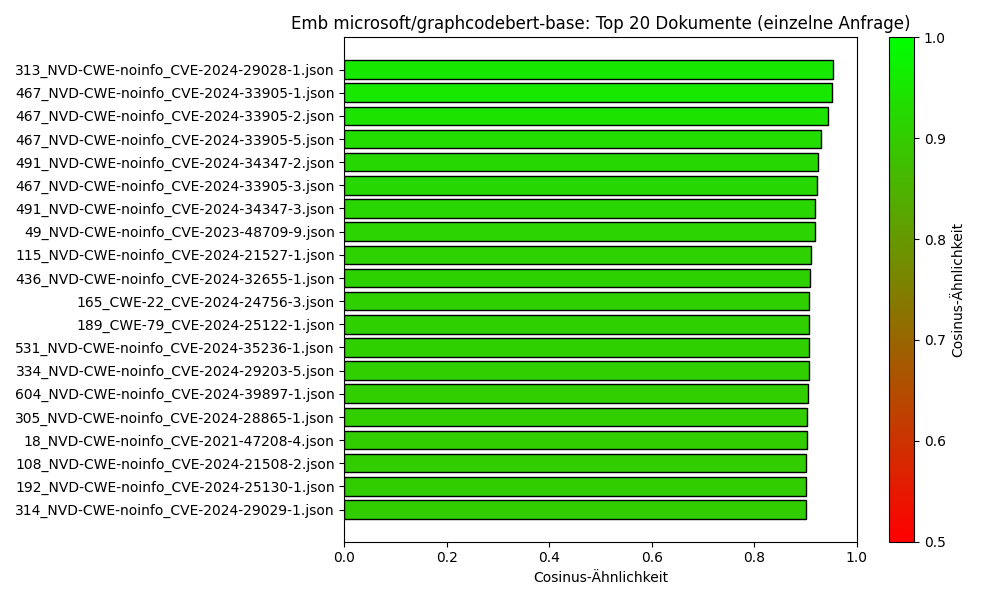 Emb microsoft/graphcodebert-base: Top 20 Dokumente (einzelne Anfrage)
313_NVD-CWE-noinfo_CVE-2024-29028-1.json
467_NVD-CWE-noinfo_CVE-2024-33905-1.json
467_NVD-CWE-noinfo_CVE-2024-33905-2.json
467_NVD-CWE-noinfo_CVE-2024-33905-5.json
491_NVD-CWE-noinfo_CVE-2024-34347-2.json
467_NVD-CWE-noinfo_CVE-2024-33905-3.json
491_NVD-CWE-noinfo_CVE-2024-34347-3.json
49_NVD-CWE-noinfo_CVE-2023-48709-9.json
115_NVD-CWE-noinfo_CVE-2024-21527-1.json
436_NVD-CWE-noinfo_CVE-2024-32655-1.json
165_CWE-22_CVE-2024-24756-3.json
189_CWE-79_CVE-2024-25122-1.json
531_NVD-CWE-noinfo_CVE-2024-35236-1.json
334_NVD-CWE-noinfo_CVE-2024-29203-5.json
604_NVD-CWE-noinfo_CVE-2024-39897-1.json
305_NVD-CWE-noinfo_CVE-2024-28865-1.json
18_NVD-CWE-noinfo_CVE-2021-47208-4.json
108_NVD-CWE-noinfo_CVE-2024-21508-2.json
192_NVD-CWE-noinfo_CVE-2024-25130-1.json
314_NVD-CWE-noinfo_CVE-2024-29029-1.json
0.0 0.2 0.4 0.6 0.8 1.0
Cosinus-Ähnlichkeit
1.0
0.9
0.8
0.7
0.6
0.5
Cosinus-Ähnlichkeit